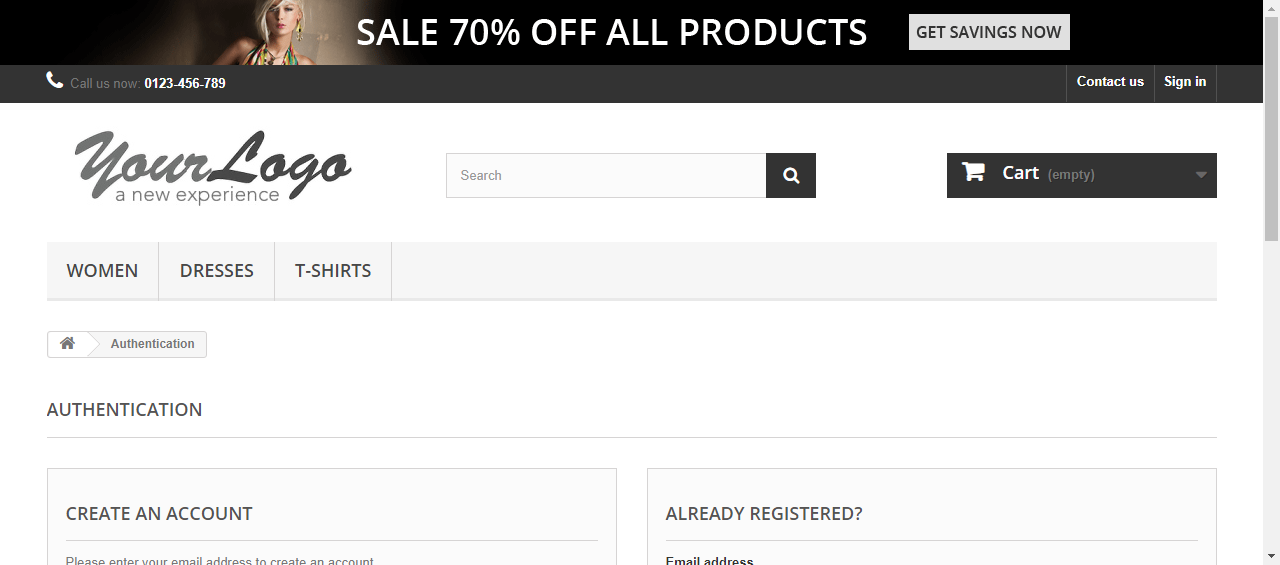 SALE 70% OFF ALL PRODUCTS GET SAVINGS NOW
Call us now: 0123-456-789 Contact us Sign in
YourLogo
a new experience
Search
Cart (empty)
WOMEN DRESSES T-SHIRTS
Authentication
AUTHENTICATION
CREATE AN ACCOUNT
Please enter your email address to create an account.
ALREADY REGISTERED?
Email address